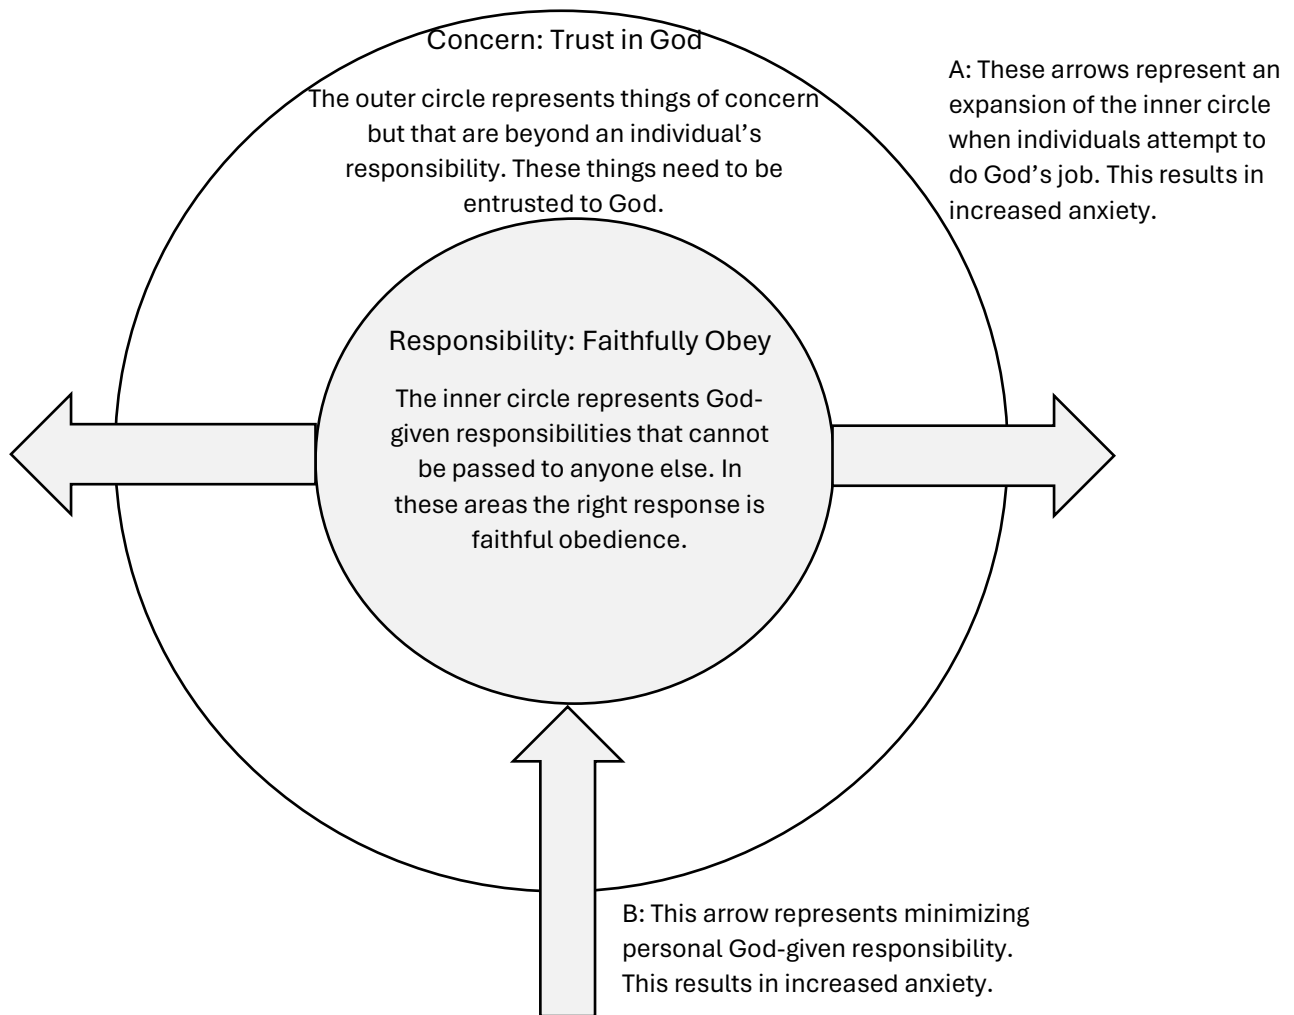 Concern: Trust in God
The outer circle represents things of concern
but that are beyond an individual’s
responsibility. These things need to be
entrusted to God.
A: These arrows represent an
expansion of the inner circle
when individuals attempt to
do God’s job. This results in
increased anxiety.
Responsibility: Faithfully Obey
The inner circle represents God-
given responsibilities that cannot
be passed to anyone else. In
these areas the right response is
faithful obedience.
B: This arrow represents minimizing
personal God-given responsibility.
This results in increased anxiety.